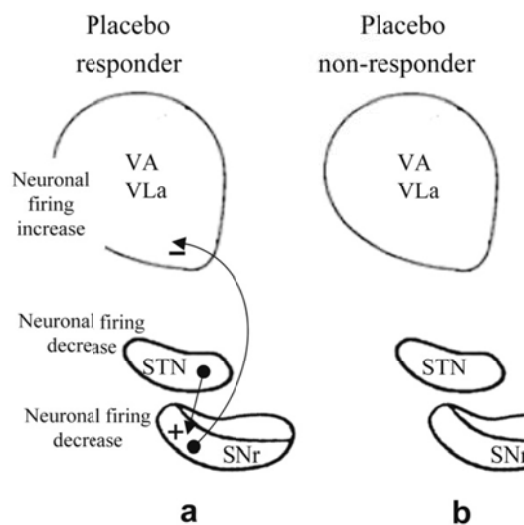 Placebo
responder
Placebo
non-responder
VA
VLa
Neuronal
firing
increase
–
VA
VLa
Neuronal firing
decrease
STN
STN
Neuronal firing
decrease
+
SNr
SNr
a
b